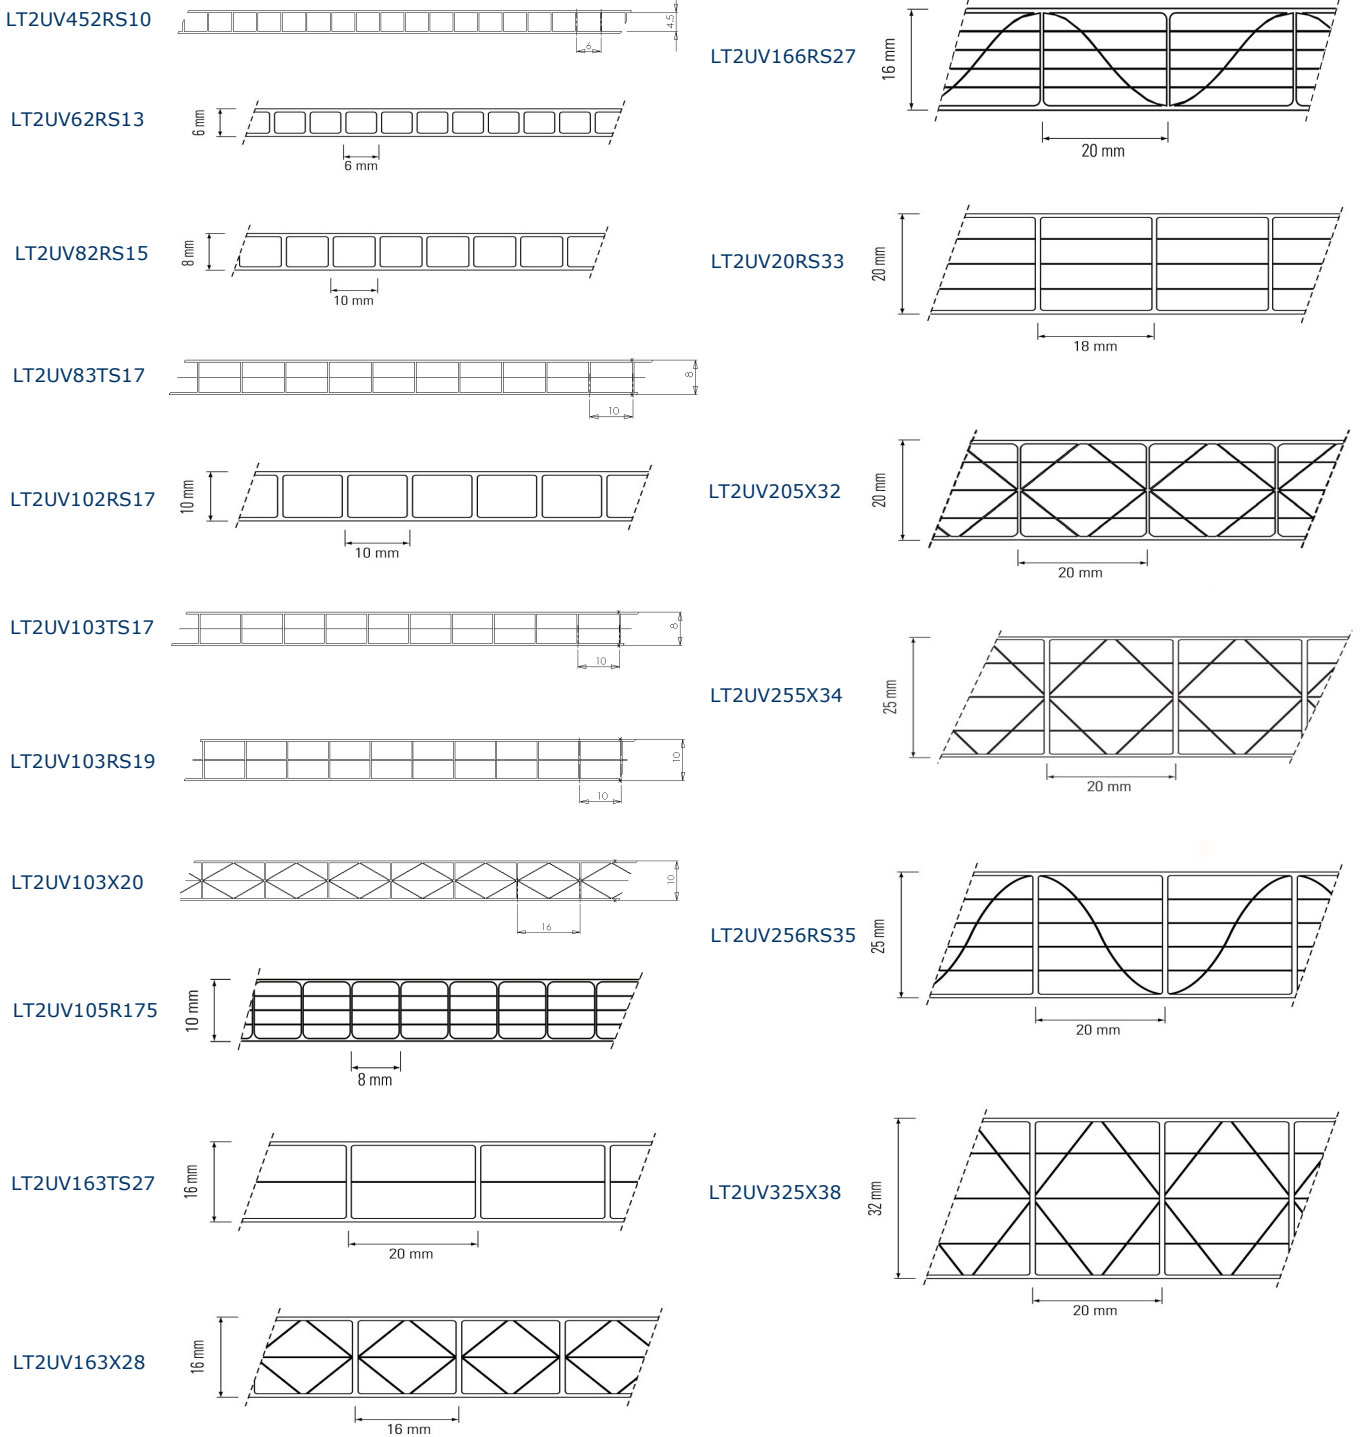 LT2UV452RS10
4.5
6
LT2UV62RS13
6 mm
6 mm
LT2UV82RS15
8 mm
10 mm
LT2UV83TS17
8
10
LT2UV102RS17
10 mm
10 mm
LT2UV103TS17
8
10
LT2UV103RS19
10
10
LT2UV103X20
10
16
LT2UV105R175
10 mm
8 mm
LT2UV163TS27
16 mm
20 mm
LT2UV163X28
16 mm
16 mm
LT2UV166RS27
16 mm
20 mm
LT2UV20RS33
20 mm
18 mm
LT2UV205X32
20 mm
20 mm
LT2UV255X34
25 mm
20 mm
LT2UV256RS35
25 mm
20 mm
LT2UV325X38
32 mm
20 mm